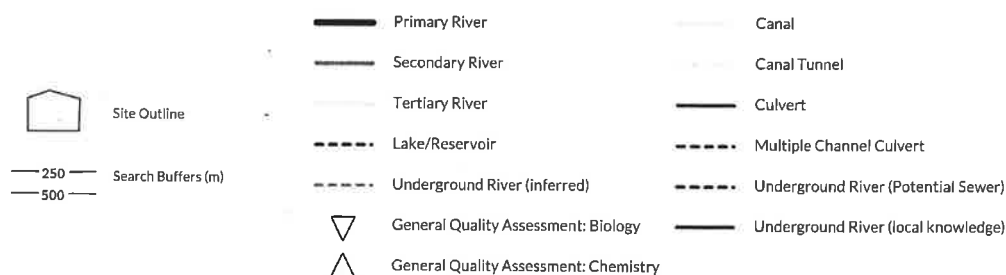 Primary River
Secondary River
Tertiary River
Lake/Reservoir
Underground River (inferred)
General Quality Assessment: Biology
General Quality Assessment: Chemistry
Canal
Canal Tunnel
Culvert
Multiple Channel Culvert
Underground River (Potential Sewer)
Underground River (local knowledge)
Site Outline
250
500
Search Buffers (m)